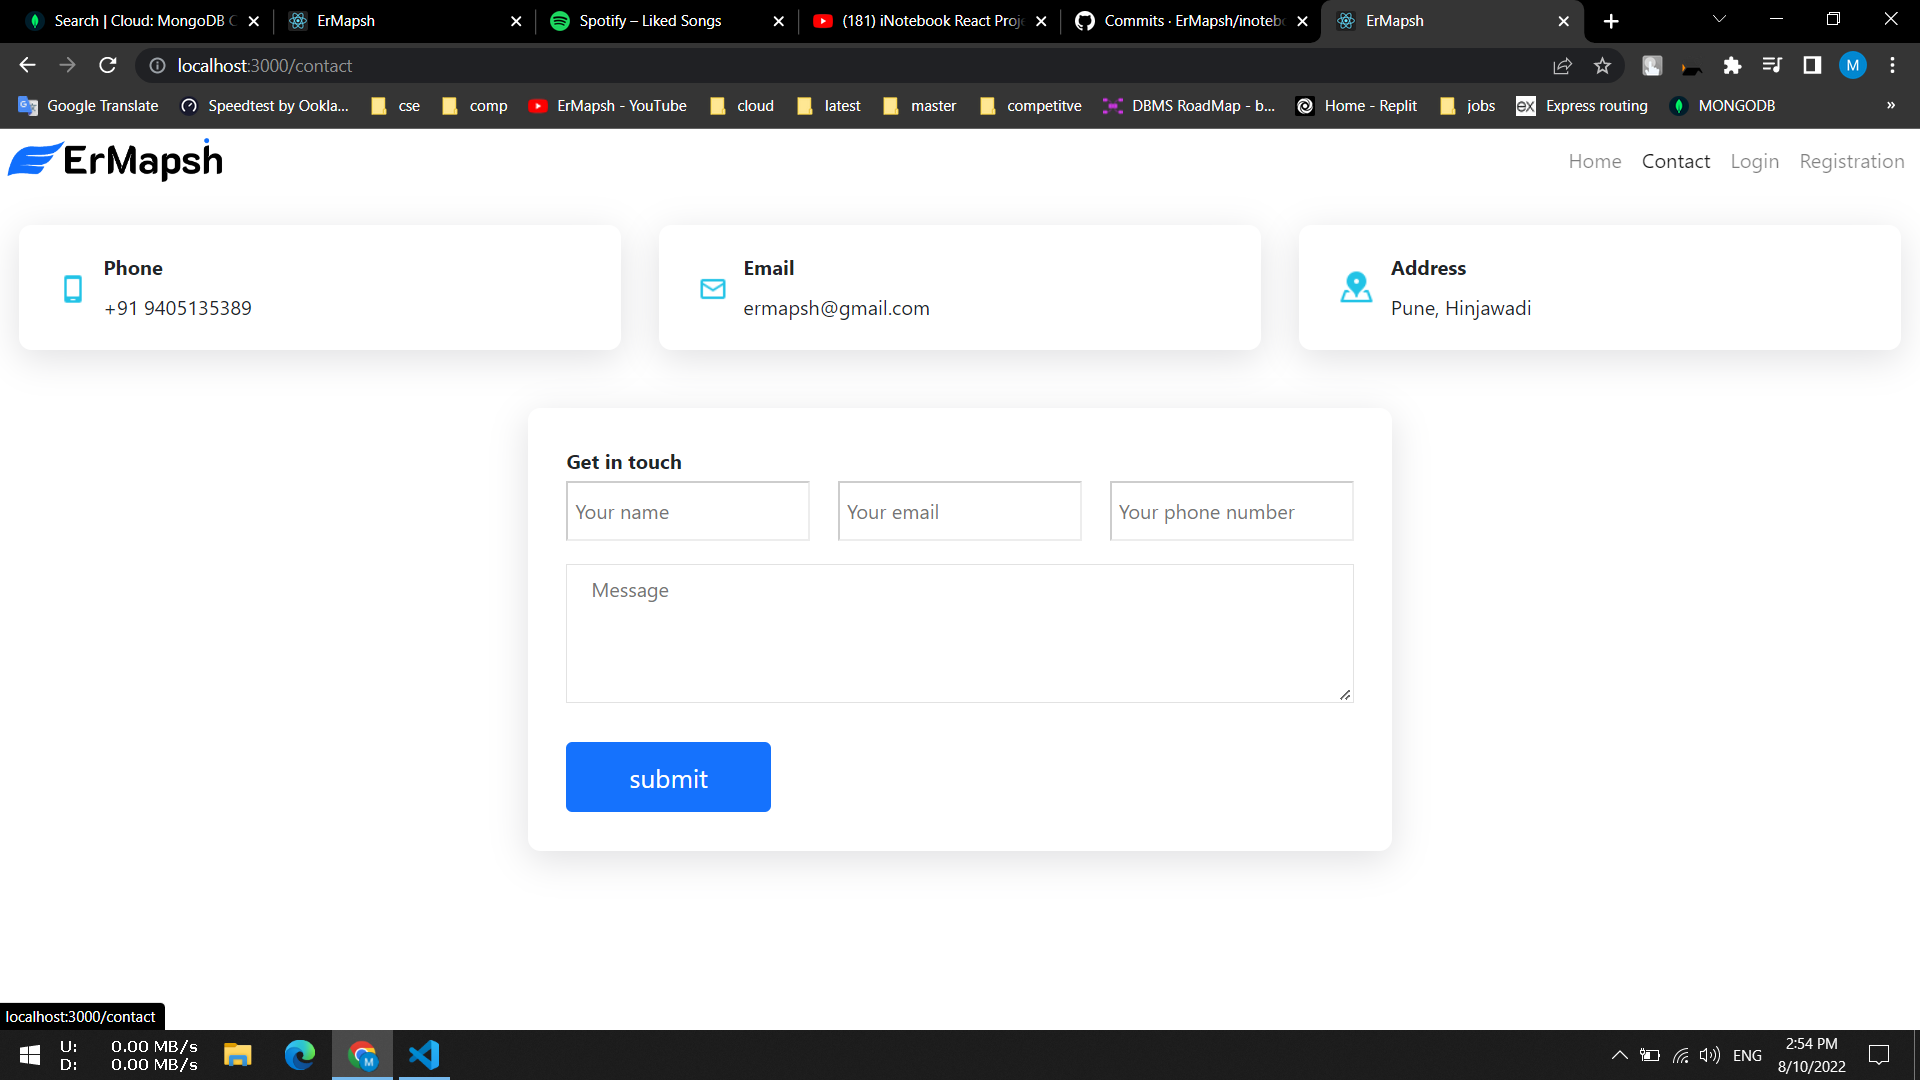 Search | Cloud: MongoDB C
ErMapsh
Spotify – Liked Songs
(181) iNotebook React Proje
Commits · ErMapsh/inotebo
ErMapsh
localhost:3000/contact
M
Google Translate
Speedtest by Ookla...
cse
comp
ErMapsh - YouTube
cloud
latest
master
competitve
DBMS RoadMap - b...
Home - Replit
jobs
ex
Express routing
MONGODB
»
ErMapsh
Home
Contact
Login
Registration
Phone
+91 9405135389
Email
ermapsh@gmail.com
Address
Pune, Hinjawadi
Get in touch
Your name
Your email
Your phone number
Message
submit
localhost:3000/contact
U: 0.00 MB/s
D: 0.00 MB/s
M
ENG
2:54 PM
8/10/2022